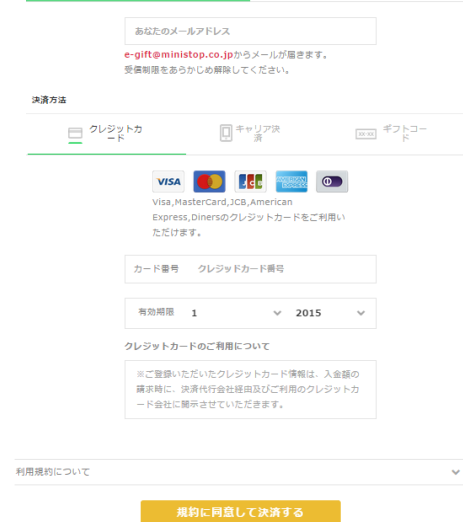 あなたのメールアドレス
e-gift@ministop.co.jpからメールが届きます。
受信制限をあらかじめ解除してください。
決済方法
クレジットカ
ード
キャリア決
済
XX-XX
ギフトコー
ド
VISA
JCB
AMERICAN EXPRESS
Visa,MasterCard,JCB,American
Express,Dinersのクレジットカードをご利用い
ただけます。
カード番号 クレジッドカード番号
有効期限 1 2015
クレジットカードのご利用について
※ご登録いただいたクレジットカード情報は、入金額の
請求時に、決済代行会社経由及びご利用のクレジットカ
ード会社に開示させていただきます。
利用規約について
規約に同意して決済する